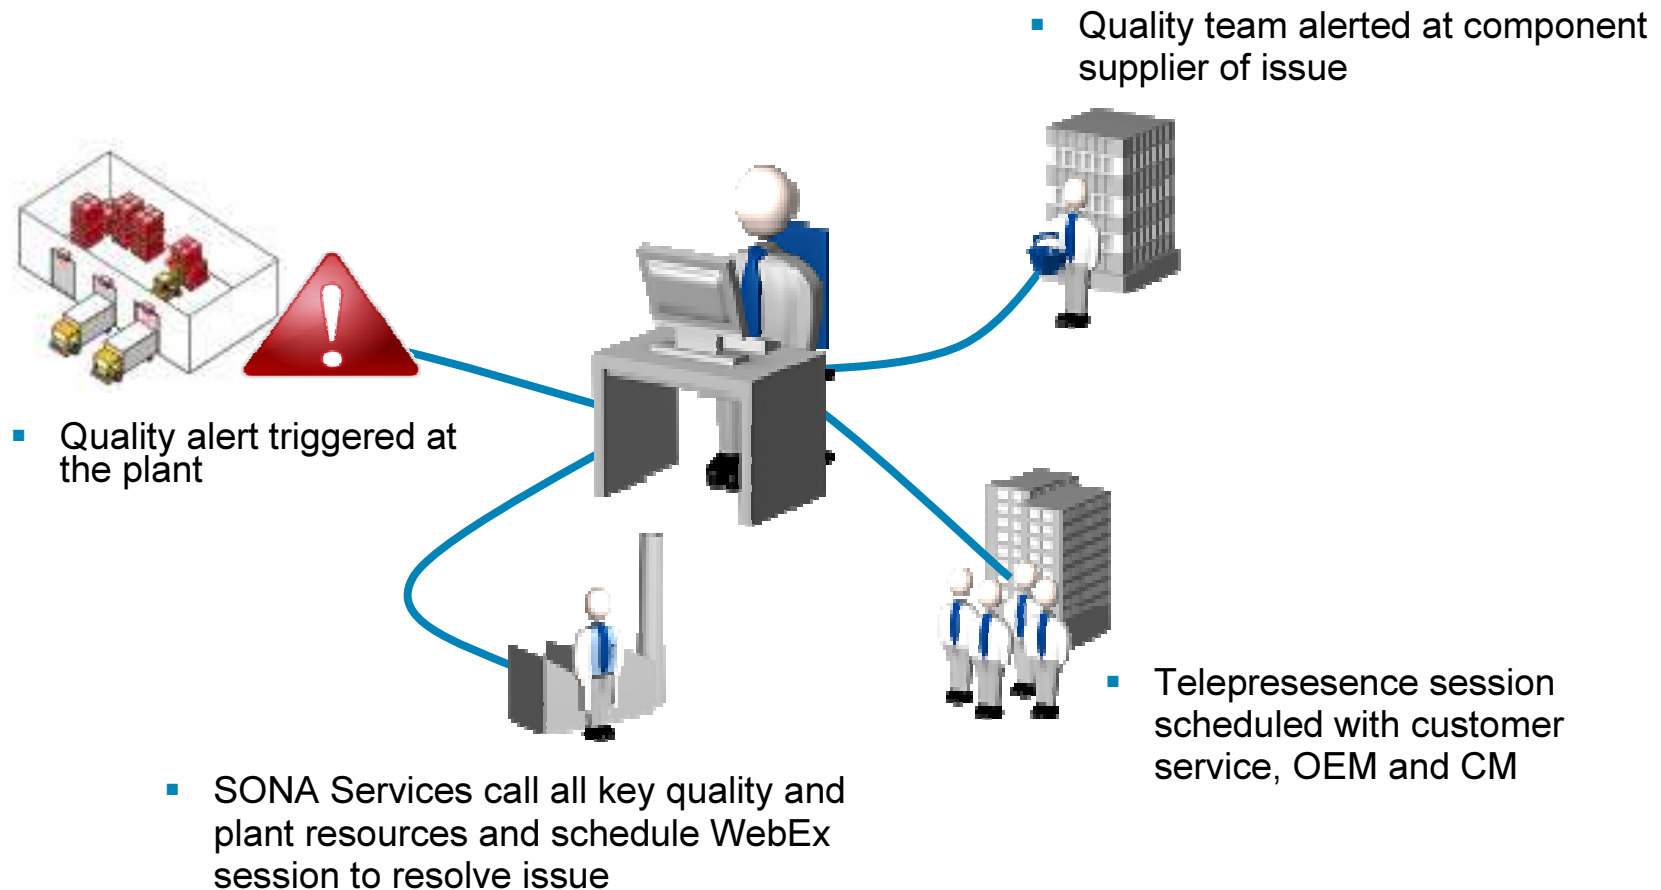 ▪ Quality team alerted at component
supplier of issue
▪ Quality alert triggered at
the plant
▪ Telepresesence session
scheduled with customer
service, OEM and CM
▪ SONA Services call all key quality and
plant resources and schedule WebEx
session to resolve issue